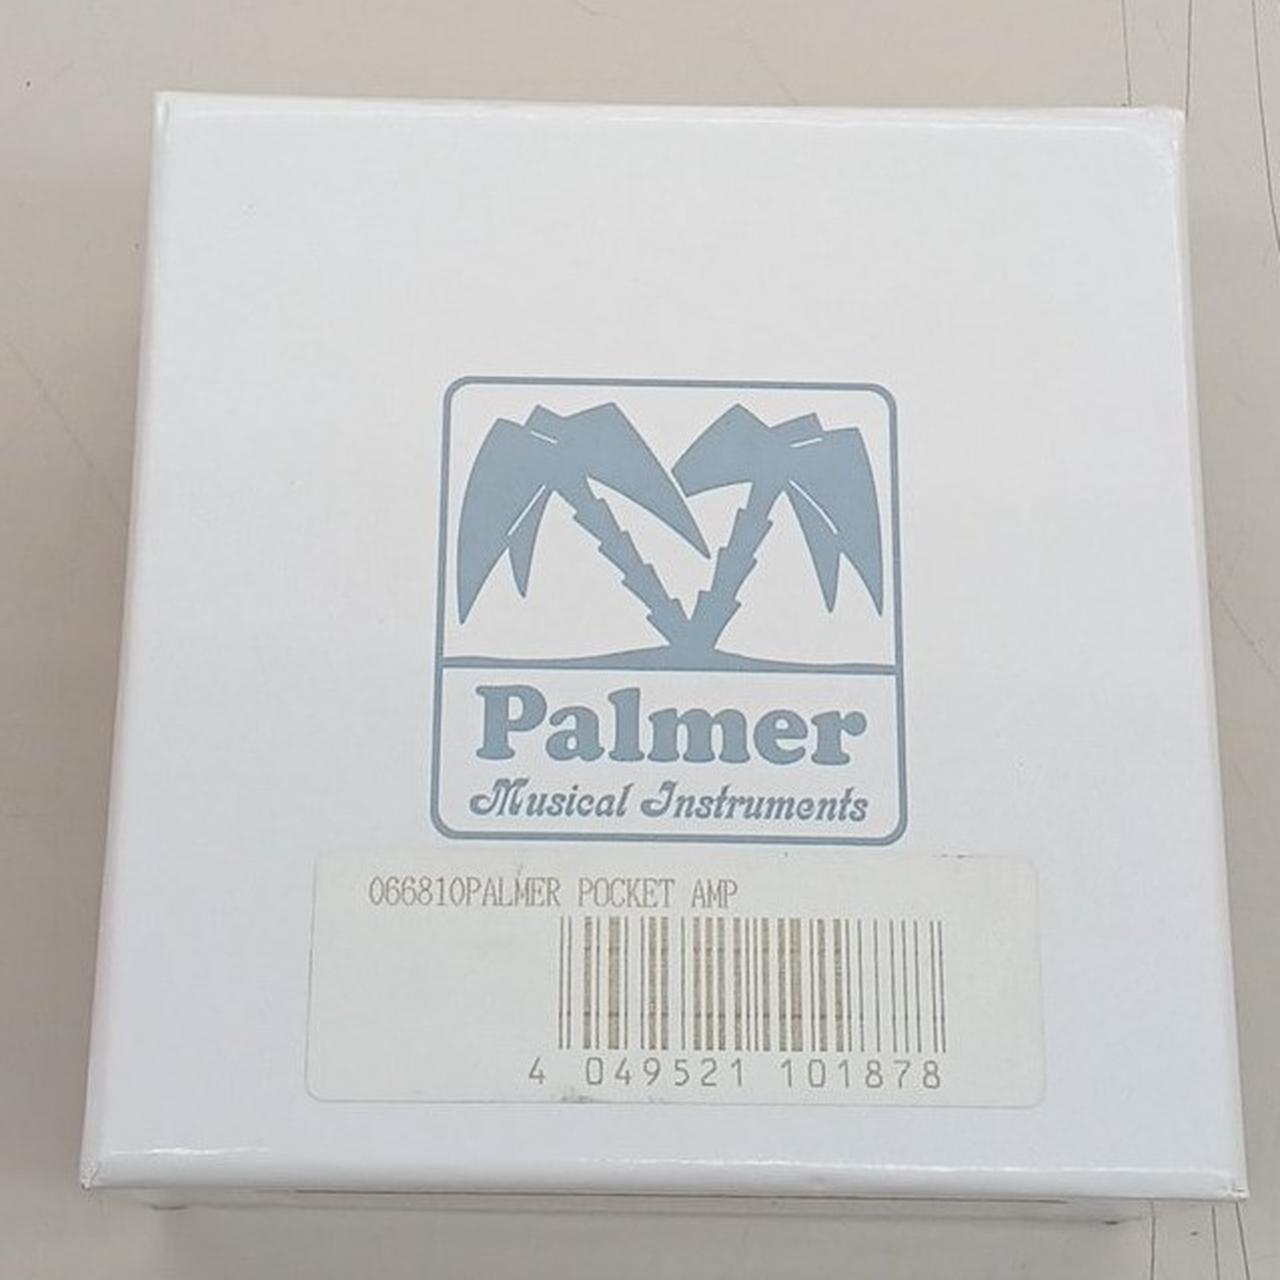 Palmer
Musical Instruments
066810PALMER POCKET AMP
4 049521 101878